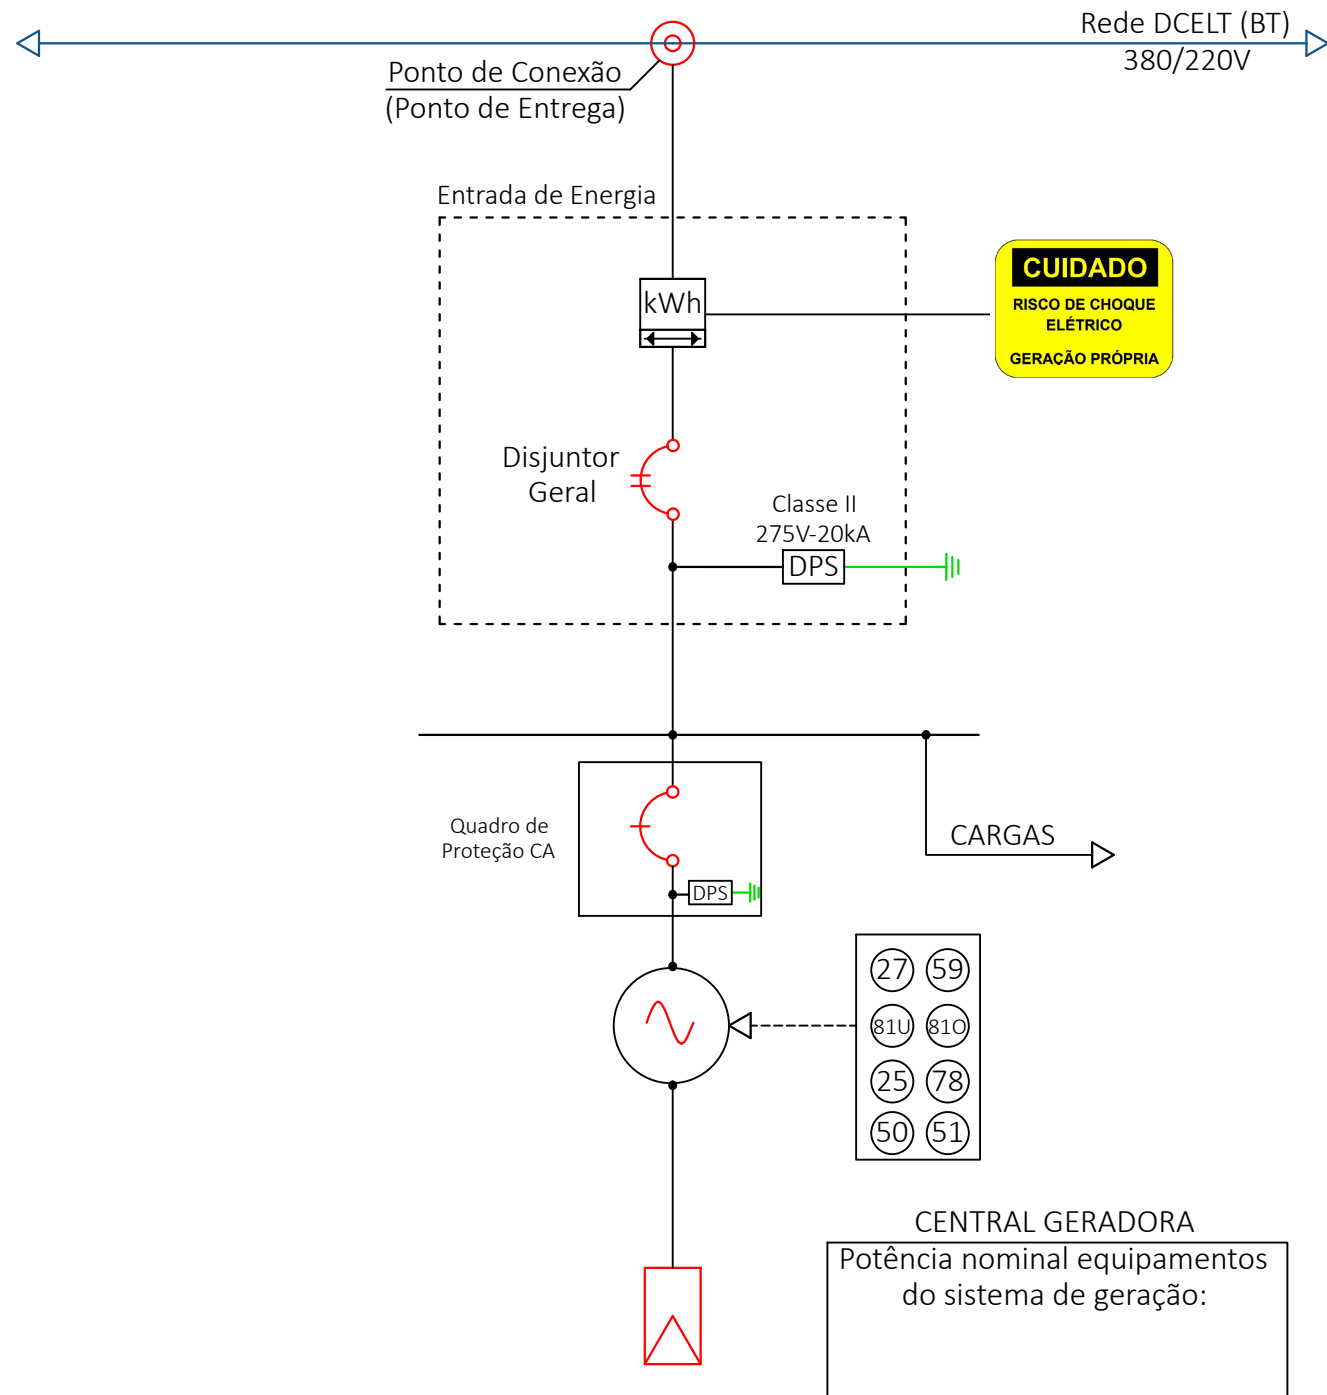 Rede DCELT (BT)
380/220V
Ponto de Conexão
(Ponto de Entrega)
Entrada de Energia
CUIDADO
RISCO DE CHOQUE
ELÉTRICO
GERAÇÃO PRÓPRIA
kWh
Disjuntor
Geral
Classe II
275V-20kA
DPS
Quadro de
Proteção CA
CARGAS
DPS
27 59
81U 81O
25 78
50 51
CENTRAL GERADORA
Potência nominal equipamentos
do sistema de geração: